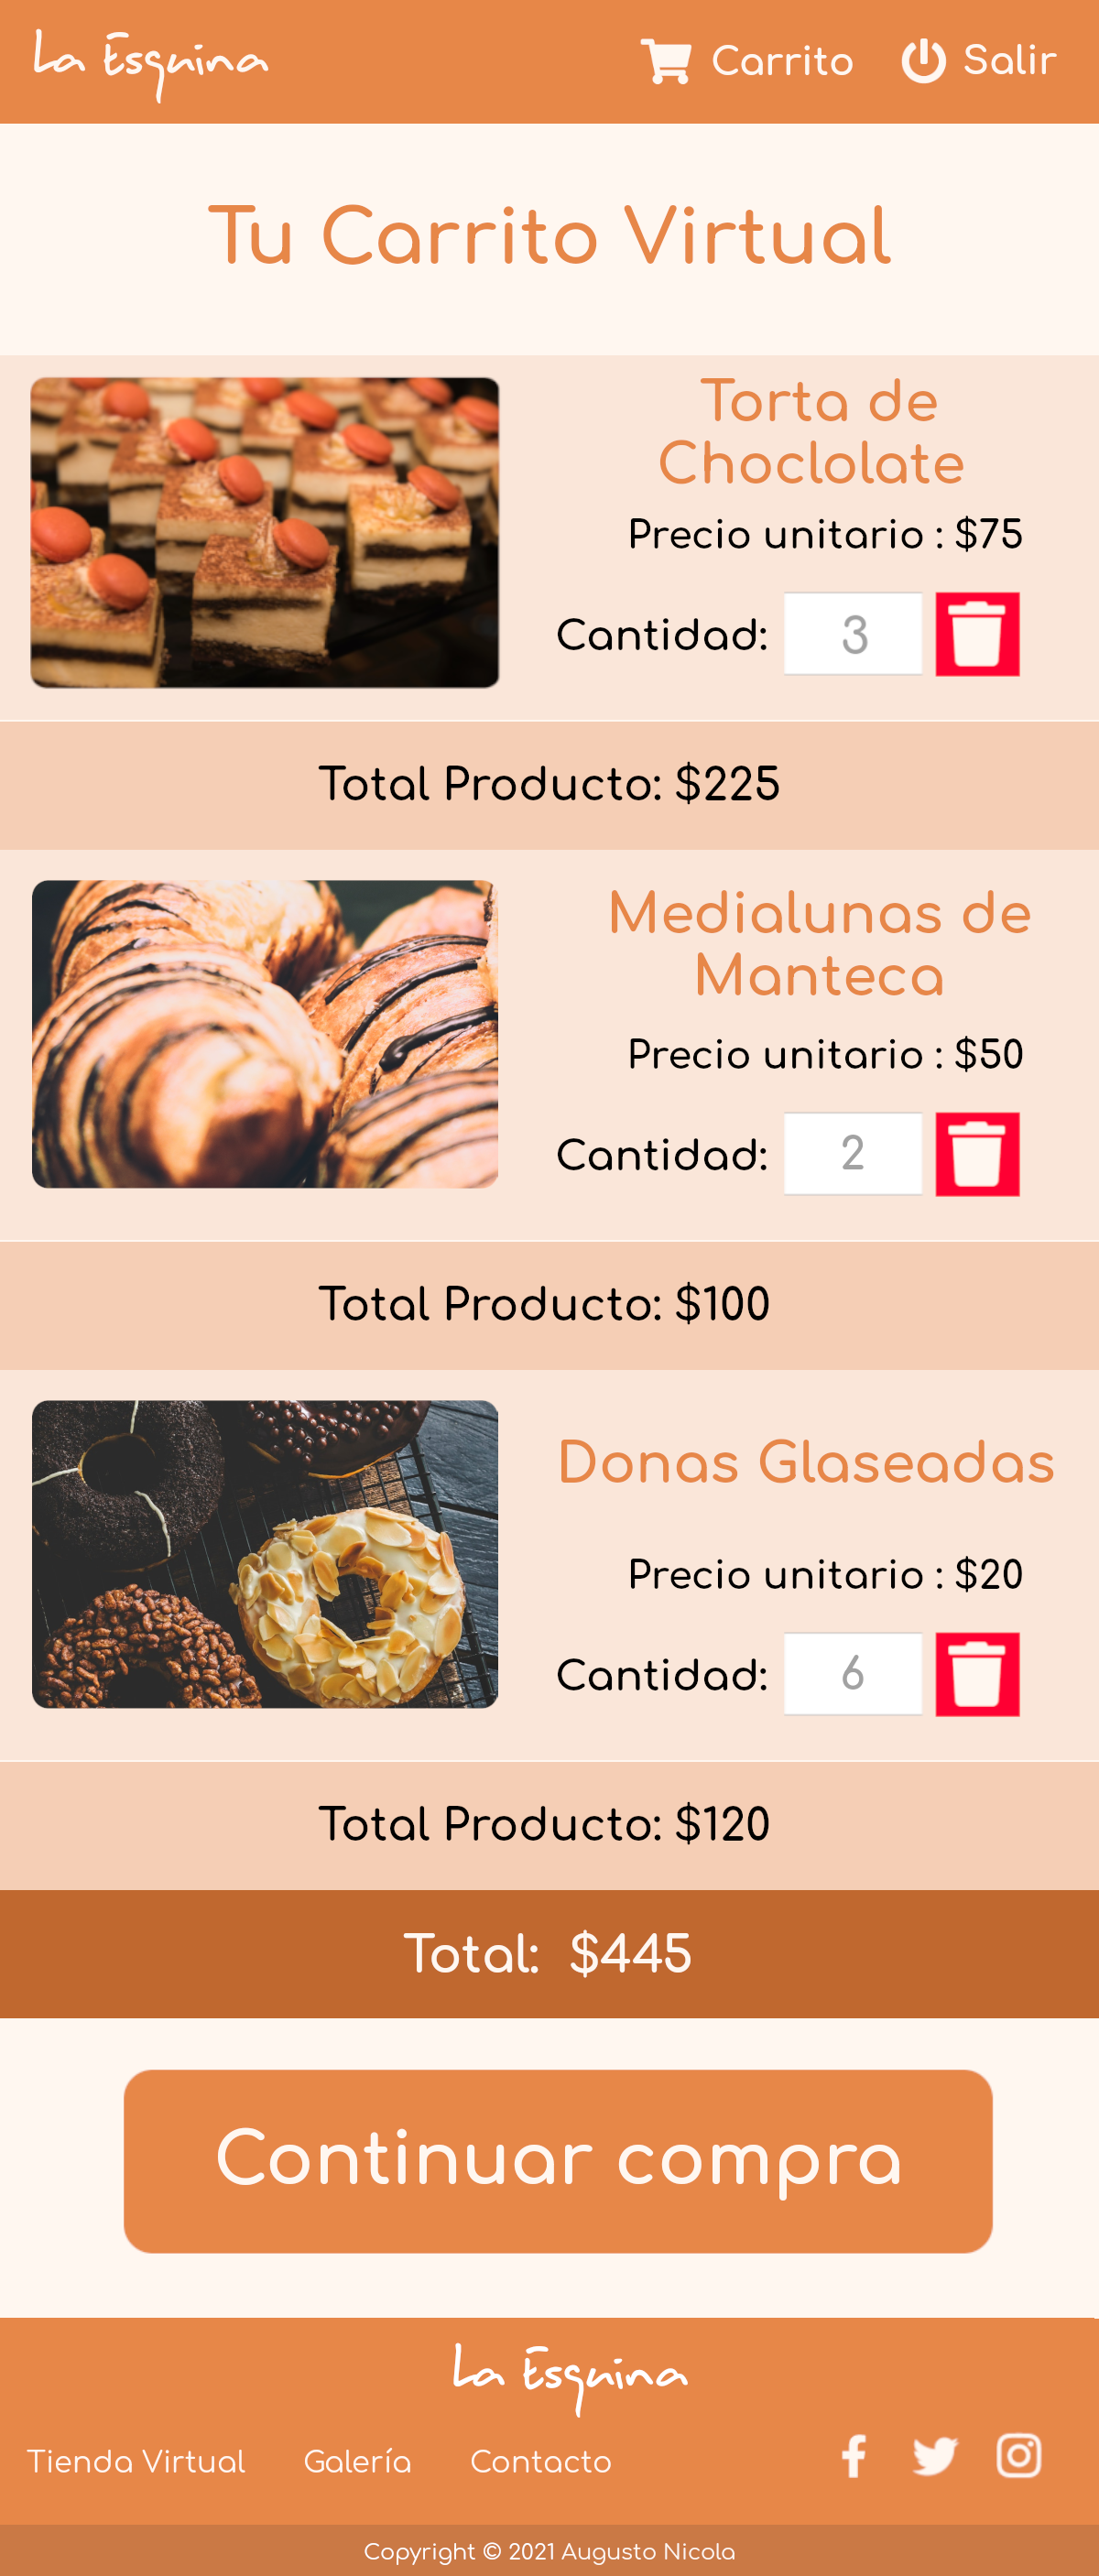 La Esquina
Carrito
Salir
Tu Carrito Virtual
Torta de
Choclolate
Precio unitario : $75
Cantidad: 3
Total Producto: $225
Medialunas de
Manteca
Precio unitario : $50
Cantidad: 2
Total Producto: $100
Donas Glaseadas
Precio unitario : $20
Cantidad: 6
Total Producto: $120
Total: $445
Continuar compra
La Esquina
Tienda Virtual
Galería
Contacto
Copyright © 2021 Augusto Nicola